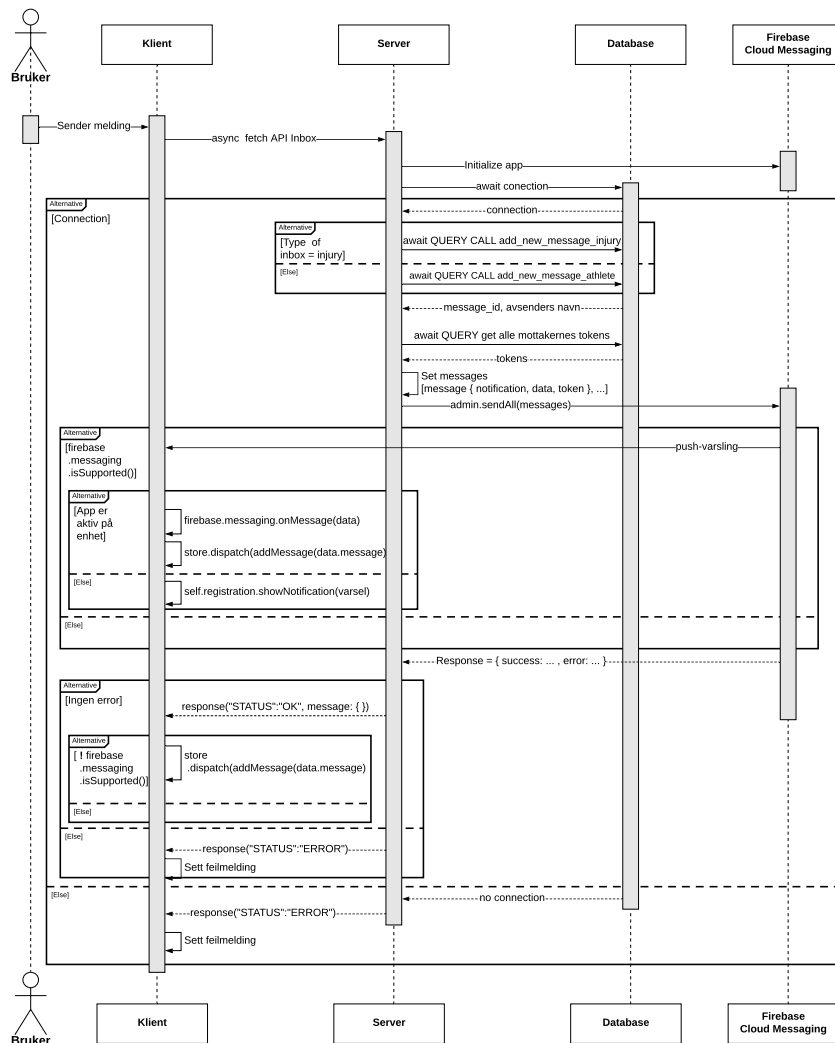 Klient
Server
Database
Firebase
Cloud Messaging
Bruker
Sender melding
async fetch API Inbox
Initialize app
await conection
Alternative
[Connection]
connection
Alternative
[Type of
inbox = injury]
await QUERY CALL add_new_message_injury
[Else]
await QUERY CALL add_new_message_athlete
message_id, avsenders navn
await QUERY get alle mottakernes tokens
tokens
Set messages
[message { notification, data, token }, ...]
admin.sendAll(messages)
Alternative
[firebase
.messaging
.isSupported()]
push-varsling
Alternative
[App er
aktiv på
enhet]
firebase.messaging.onMessage(data)
store.dispatch(addMessage(data.message)
[Else]
self.registration.showNotification(varsel)
[Else]
Response = { success: ... , error: ... }
Alternative
[Ingen error]
response("STATUS":"OK", message: { })
Alternative
[ ! firebase
.messaging
.isSupported()]
store
.dispatch(addMessage(data.message)
[Else]
[Else]
response("STATUS":"ERROR")
Sett feilmelding
[Else]
no connection
response("STATUS":"ERROR")
Sett feilmelding
Klient
Server
Database
Firebase
Cloud Messaging
Bruker